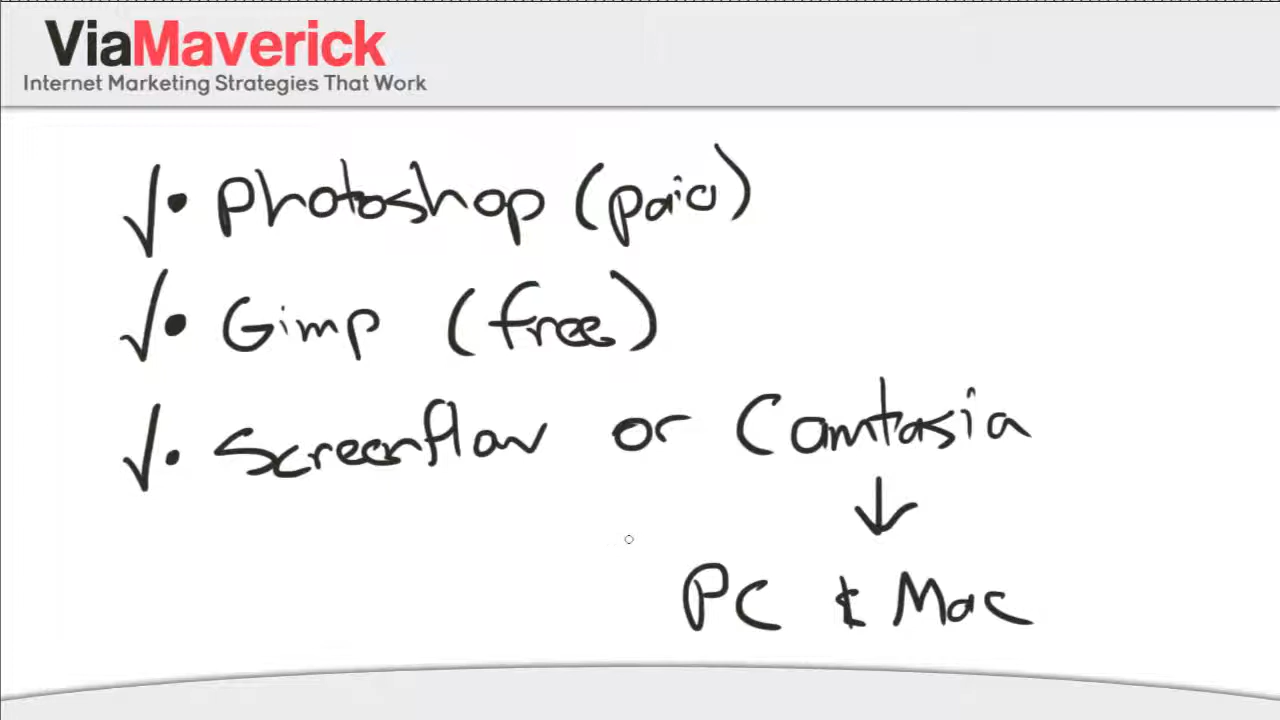 ViaMaverick
Internet Marketing Strategies That Work
√• Photoshop (paid)
√• Gimp (free)
√• Screenflow or Camtasia
↓
PC & Mac